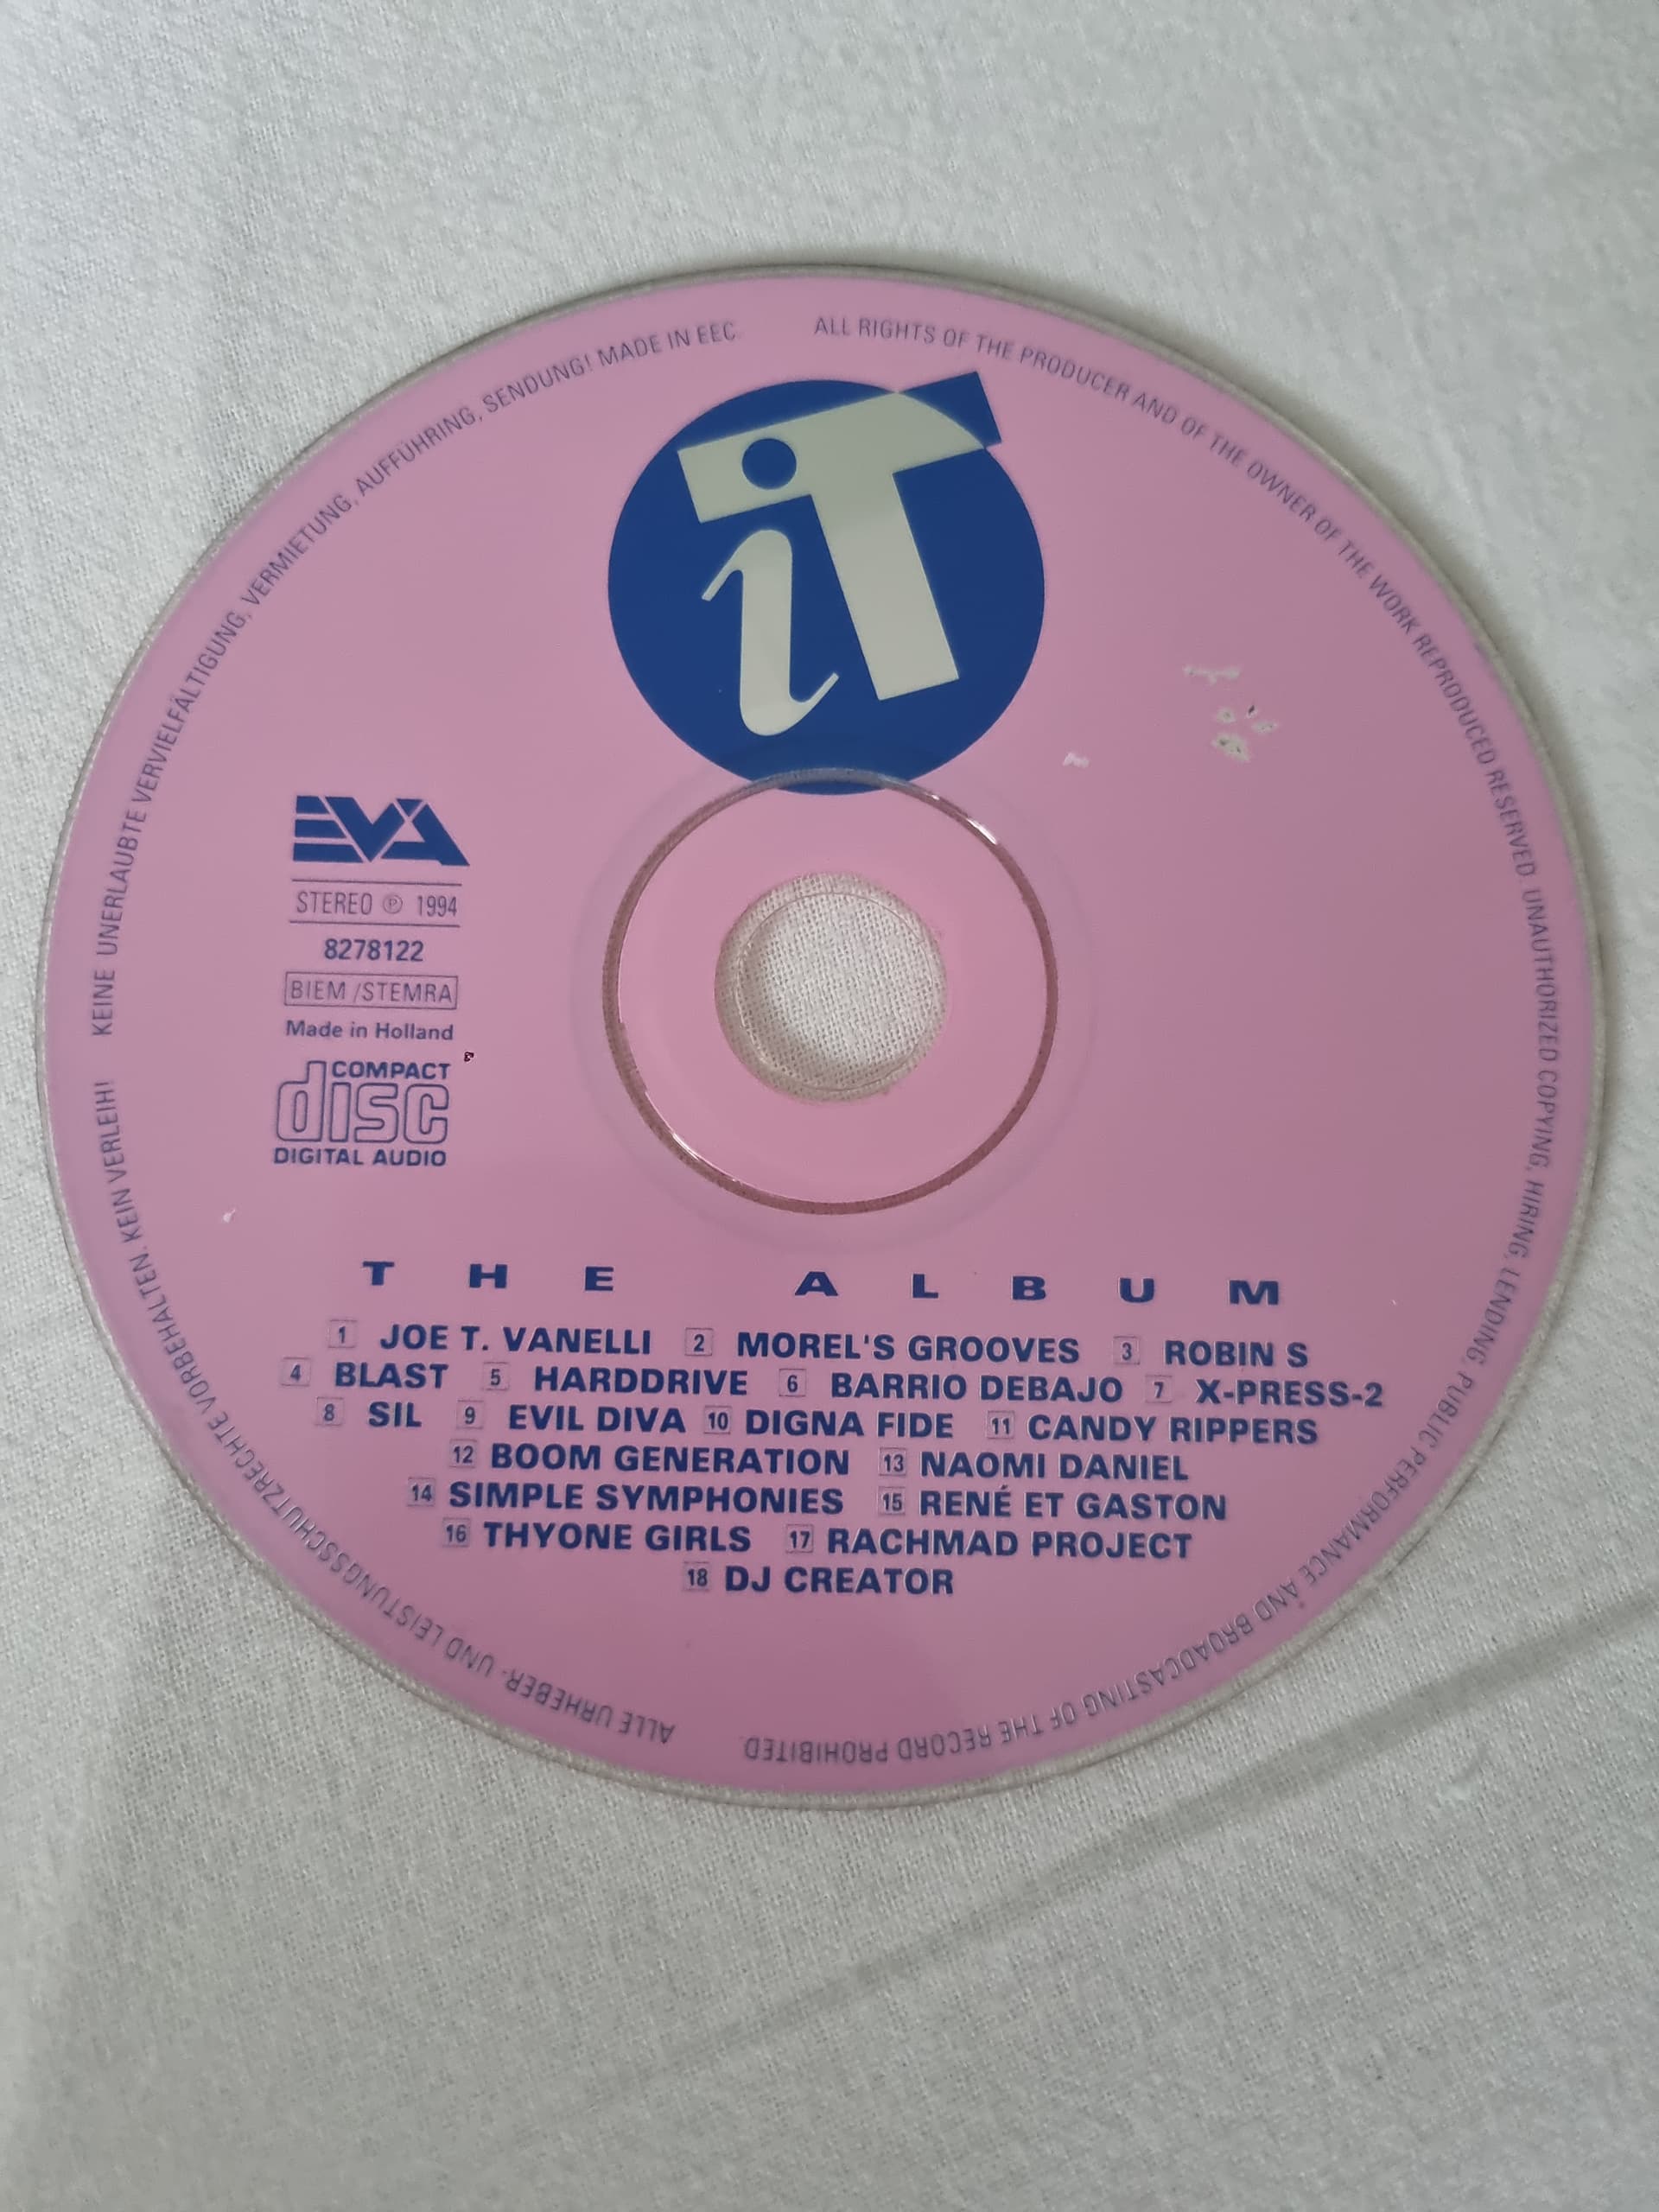 ALL RIGHTS OF THE PRODUCER AND OF THE OWNER OF THE WORK REPRODUCED RESERVED. UNAUTHORIZED COPYING, HIRING, LENDING, PUBLIC PERFORMANCE AND BROADCASTING OF THE RECORD PROHIBITED
ALLE URHEBER- UND LEISTUNGSSCHUTZRECHTE VORBEHALTEN. KEIN VERLEIH!
KEINE UNERLAUBTE VERVIELFÄLTIGUNG, VERMIETUNG, AUFFÜHRING, SENDUNG! MADE IN EEC.
iT
EVA
STEREO ℗ 1994
8278122
BIEM/STEMRA
Made in Holland
COMPACT
disc
DIGITAL AUDIO
THE ALBUM
1 JOE T. VANELLI 2 MOREL'S GROOVES 3 ROBIN S
4 BLAST 5 HARDDRIVE 6 BARRIO DEBAJO 7 X-PRESS-2
8 SIL 9 EVIL DIVA 10 DIGNA FIDE 11 CANDY RIPPERS
12 BOOM GENERATION 13 NAOMI DANIEL
14 SIMPLE SYMPHONIES 15 RENÉ ET GASTON
16 THYONE GIRLS 17 RACHMAD PROJECT
18 DJ CREATOR